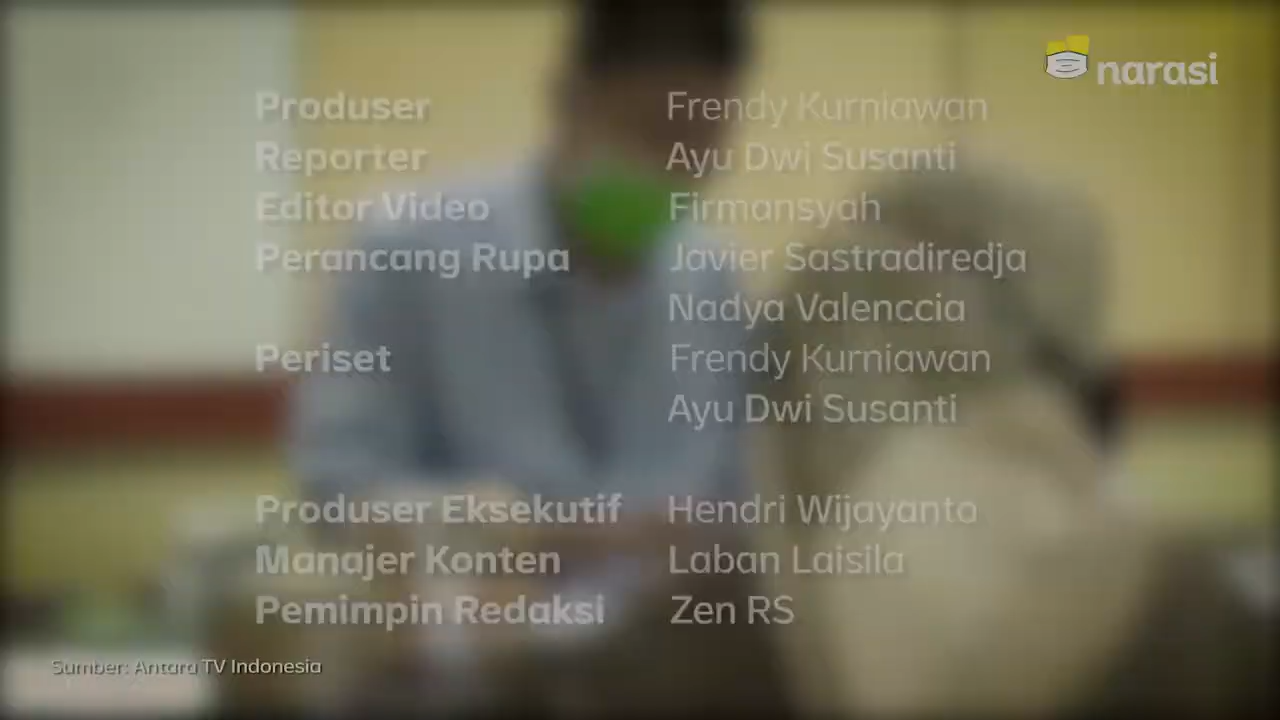 narasi
Produser Frendy Kurniawan
Reporter Ayu Dwi Susanti
Editor Video Firmansyah
Perancang Rupa Javier Sastradiredja
Nadya Valenccia
Periset Frendy Kurniawan
Ayu Dwi Susanti
Produser Eksekutif Hendri Wijayanto
Manajer Konten Laban Laisila
Pemimpin Redaksi Zen RS
Sumber: Antara TV Indonesia